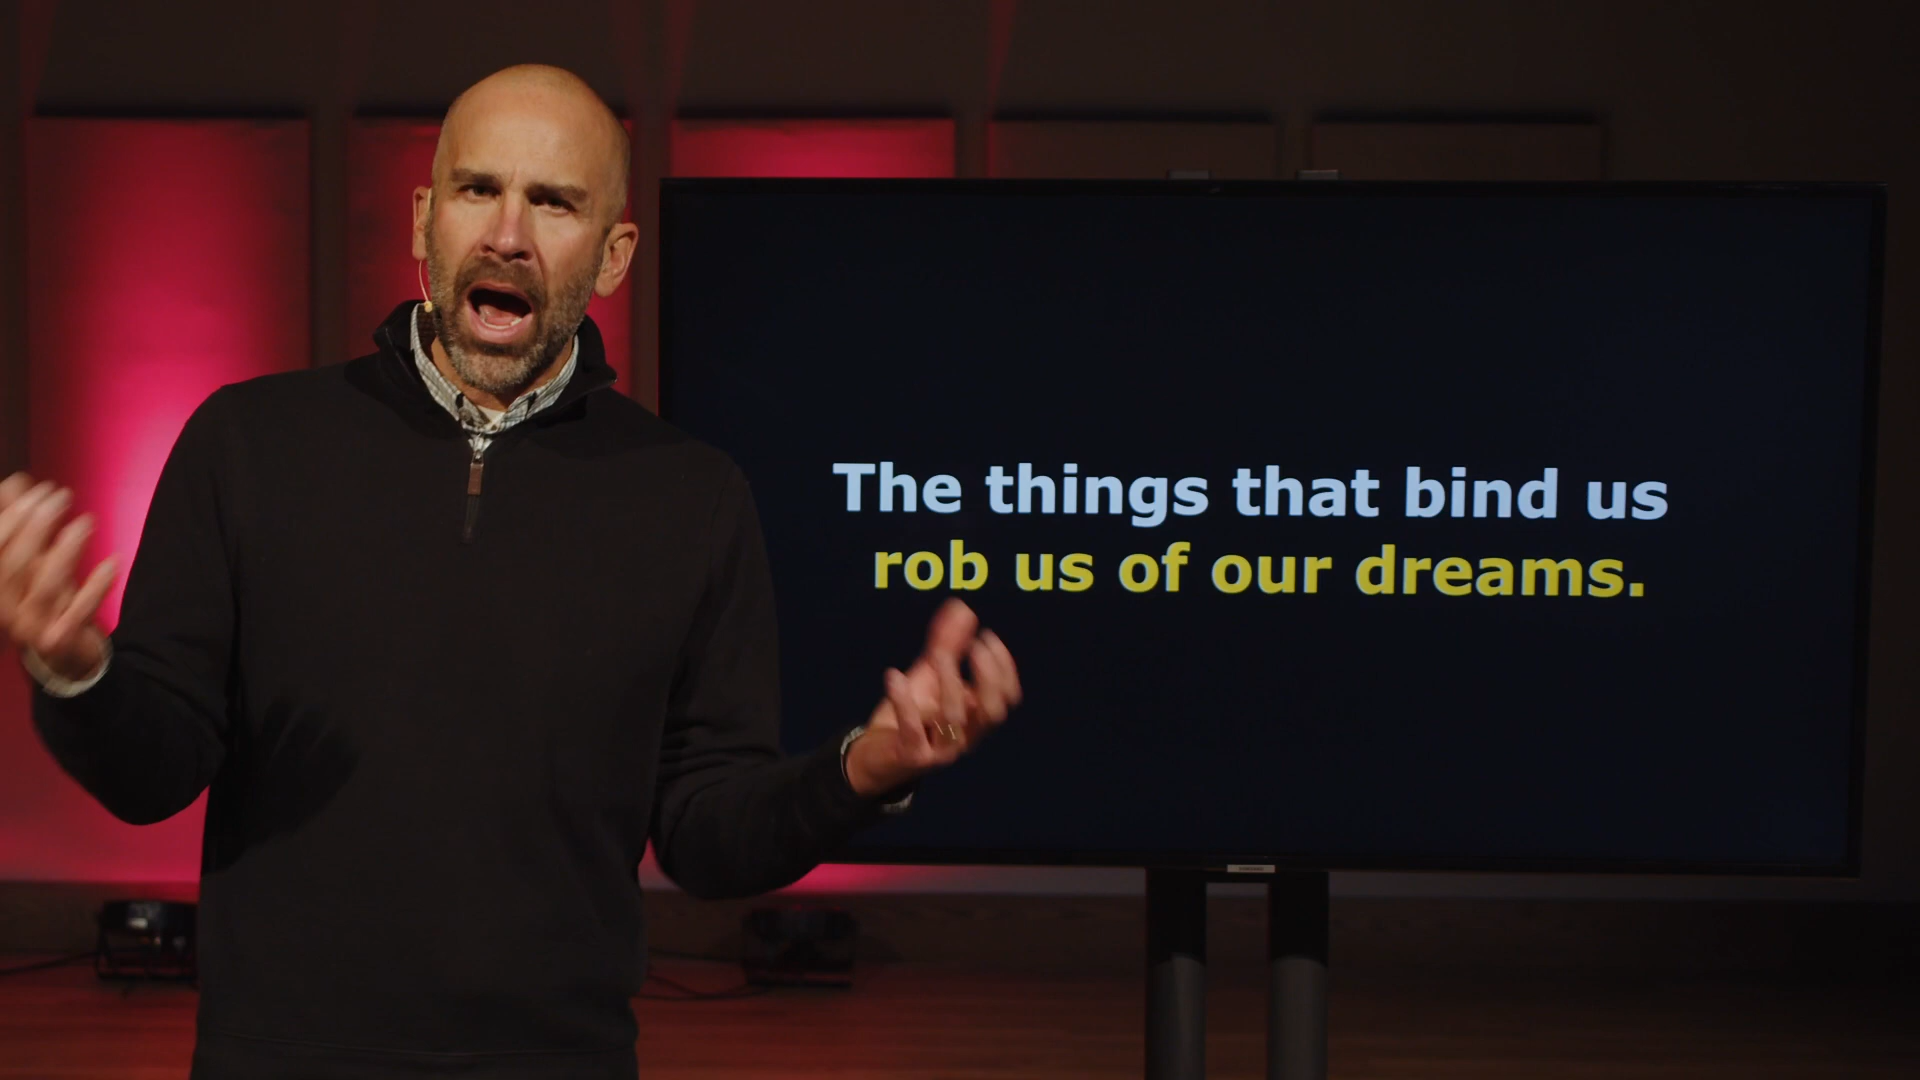 The things that bind us
rob us of our dreams.